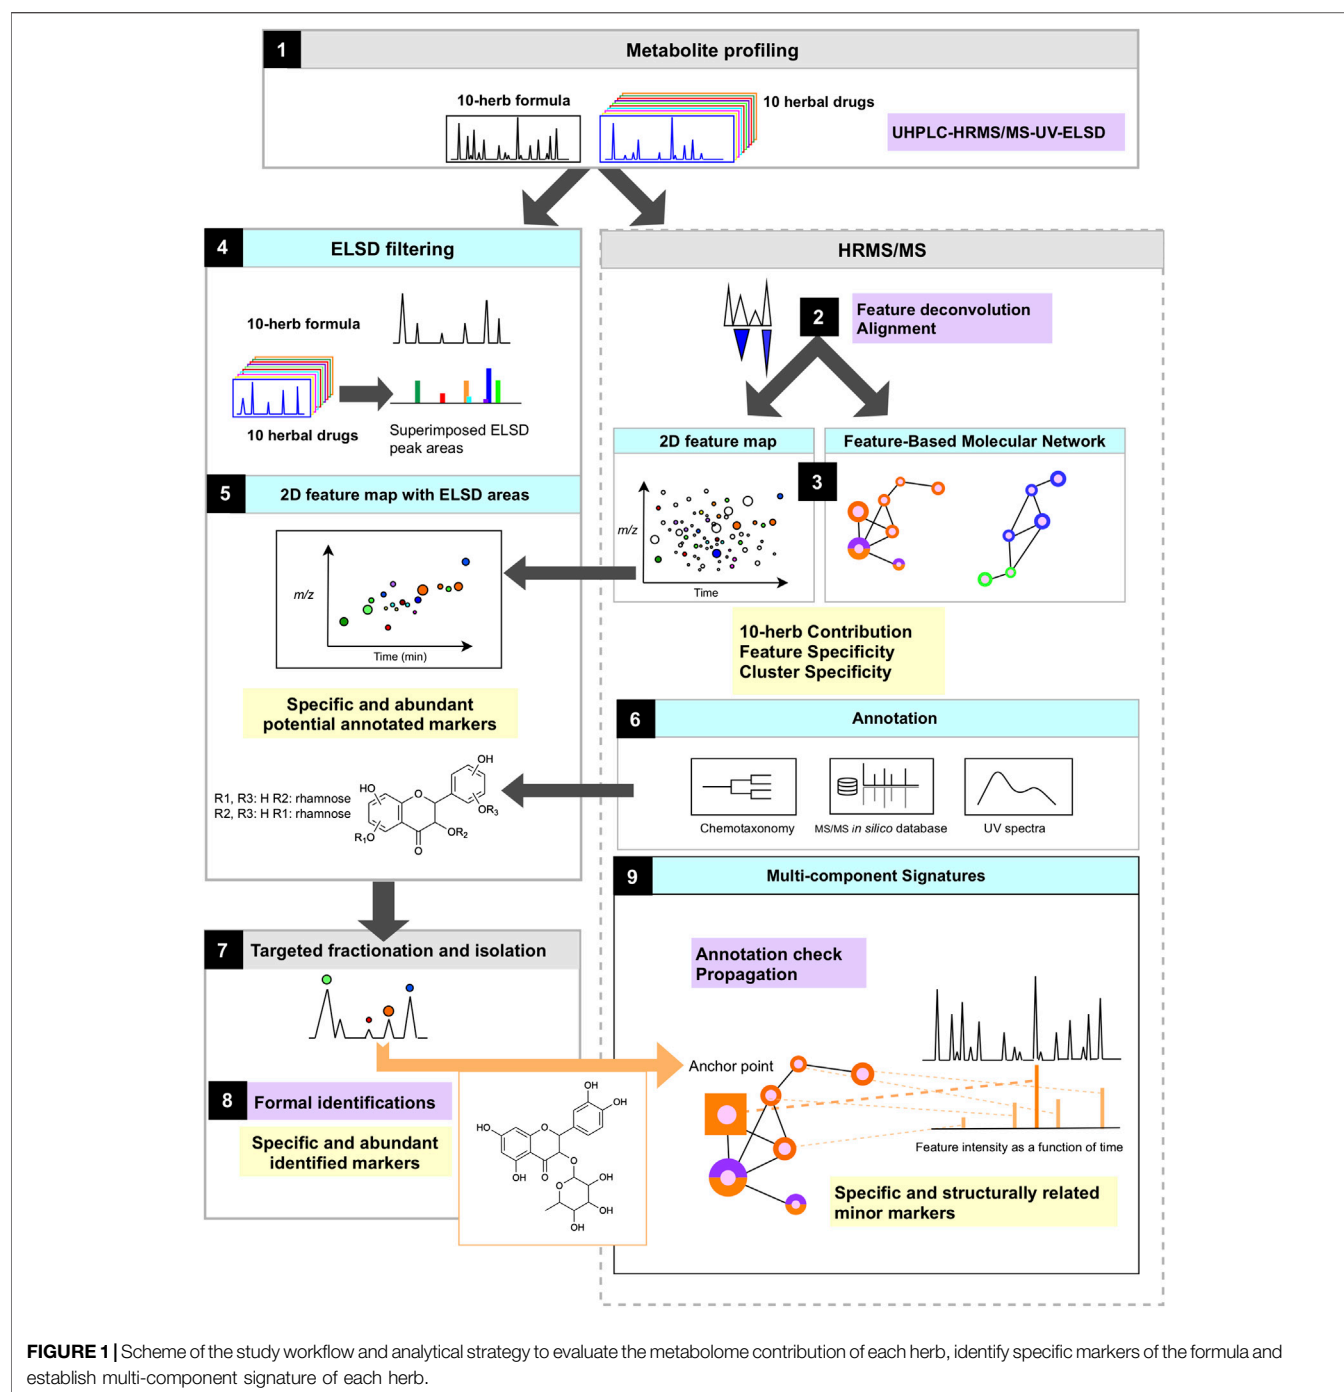 1
Metabolite profiling
10-herb formula
10 herbal drugs
UHPLC-HRMS/MS-UV-ELSD
4
ELSD filtering
10-herb formula
10 herbal drugs
Superimposed ELSD
peak areas
HRMS/MS
2
Feature deconvolution
Alignment
2D feature map
Feature-Based Molecular Network
3
m/z
Time
10-herb Contribution
Feature Specificity
Cluster Specificity
5
2D feature map with ELSD areas
m/z
Time (min)
Specific and abundant
potential annotated markers
R1, R3: H R2: rhamnose
R2, R3: H R1: rhamnose
OH
HO
O
OR3
R1O
OR2
O
6
Annotation
Chemotaxonomy
MS/MS in silico database
UV spectra
7
Targeted fractionation and isolation
8
Formal identifications
Specific and abundant
identified markers
OH
OH
HO
O
O
OH
O
O
OH
OH
OH
9
Multi-component Signatures
Annotation check
Propagation
Anchor point
Feature intensity as a function of time
Specific and structurally related
minor markers
FIGURE 1 | Scheme of the study workflow and analytical strategy to evaluate the metabolome contribution of each herb, identify specific markers of the formula and
establish multi-component signature of each herb.